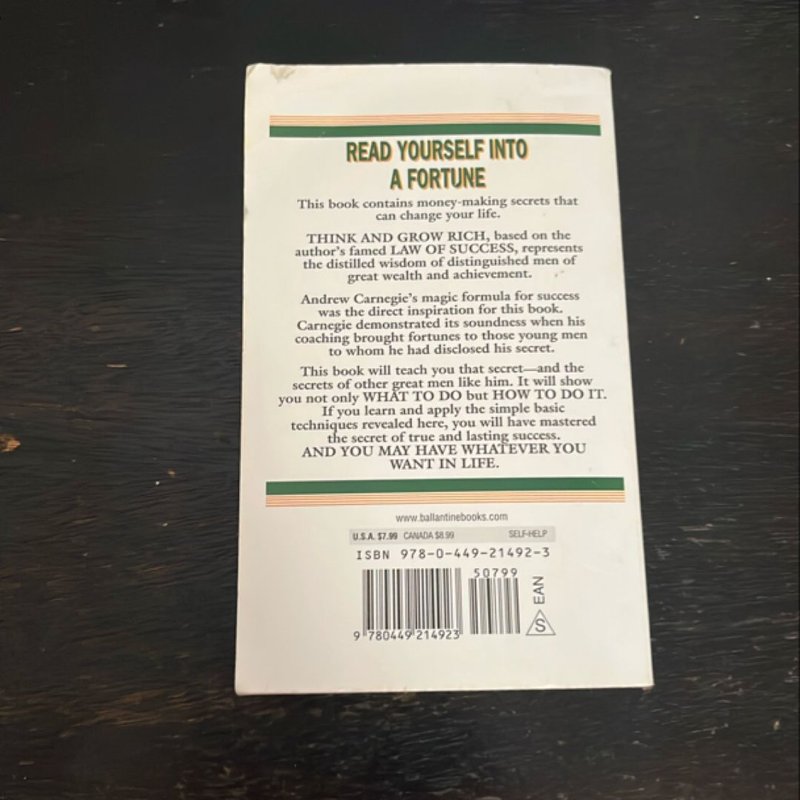 READ YOURSELF INTO
A FORTUNE
This book contains money-making secrets that
can change your life.
THINK AND GROW RICH, based on the
author's famed LAW OF SUCCESS, represents
the distilled wisdom of distinguished men of
great wealth and achievement.
Andrew Carnegie's magic formula for success
was the direct inspiration for this book.
Carnegie demonstrated its soundness when his
coaching brought fortunes to those young men
to whom he had disclosed his secret.
This book will teach you that secret—and the
secrets of other great men like him. It will show
you not only WHAT TO DO but HOW TO DO IT.
If you learn and apply the simple basic
techniques revealed here, you will have mastered
the secret of true and lasting success.
AND YOU MAY HAVE WHATEVER YOU
WANT IN LIFE.
www.ballantinebooks.com
U.S.A. $7.99 CANADA $8.99 SELF-HELP
ISBN 978-0-449-21492-3
50799
9 780449 214923
EAN
S